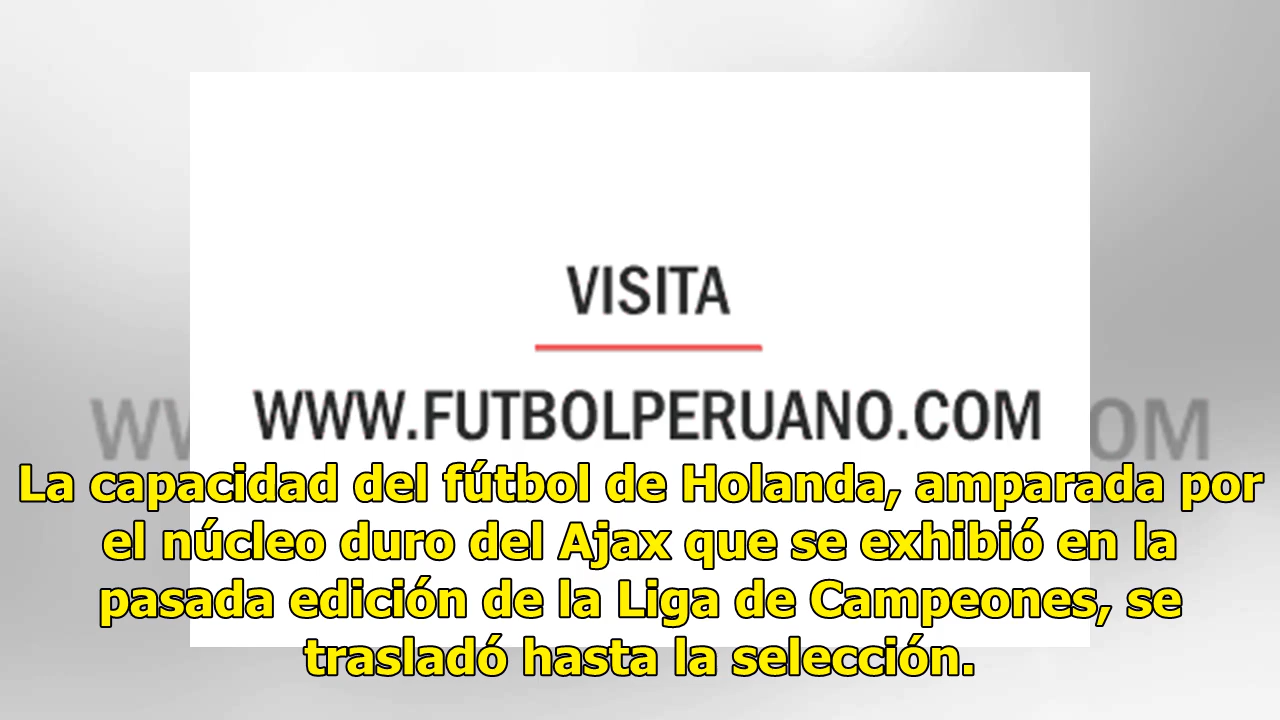 VISITA
WWW.FUTBOLPERUANO.COM
La capacidad del fútbol de Holanda, amparada por
el núcleo duro del Ajax que se exhibió en la
pasada edición de la Liga de Campeones, se
trasladó hasta la selección.